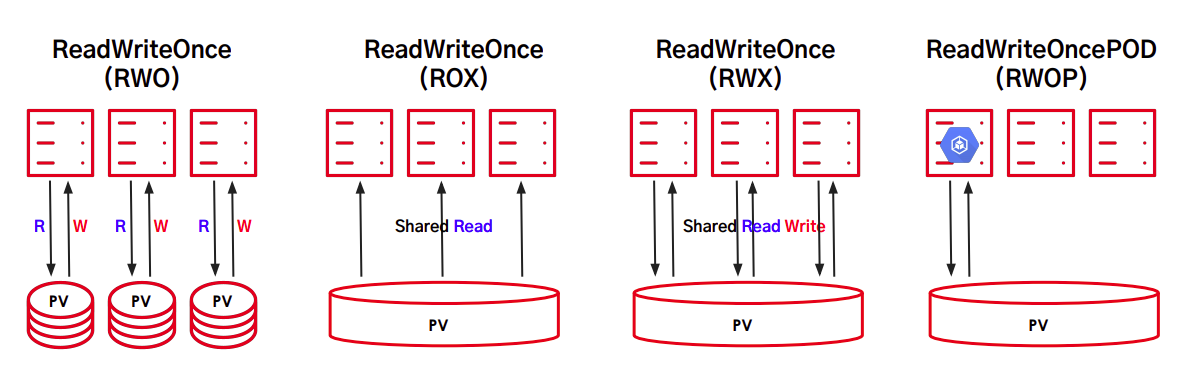 ReadWriteOnce
(RWO)
ReadWriteOnce
(ROX)
ReadWriteOnce
(RWX)
ReadWriteOncePOD
(RWOP)
R W R W R W
Shared Read
Shared Read Write
PV PV PV
PV
PV
PV